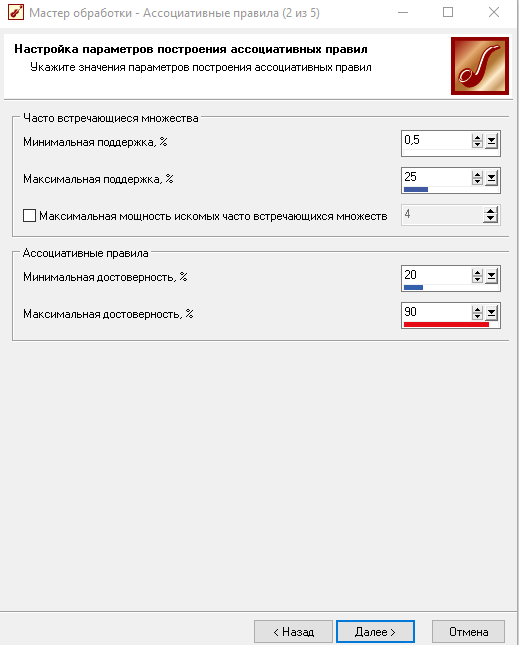 Мастер обработки - Ассоциативные правила (2 из 5)
Настройка параметров построения ассоциативных правил
Укажите значения параметров построения ассоциативных правил
Часто встречающиеся множества
Минимальная поддержка, % 0,5
Максимальная поддержка, % 25
Максимальная мощность искомых часто встречающихся множеств 4
Ассоциативные правила
Минимальная достоверность, % 20
Максимальная достоверность, % 90
< Назад Далее > Отмена